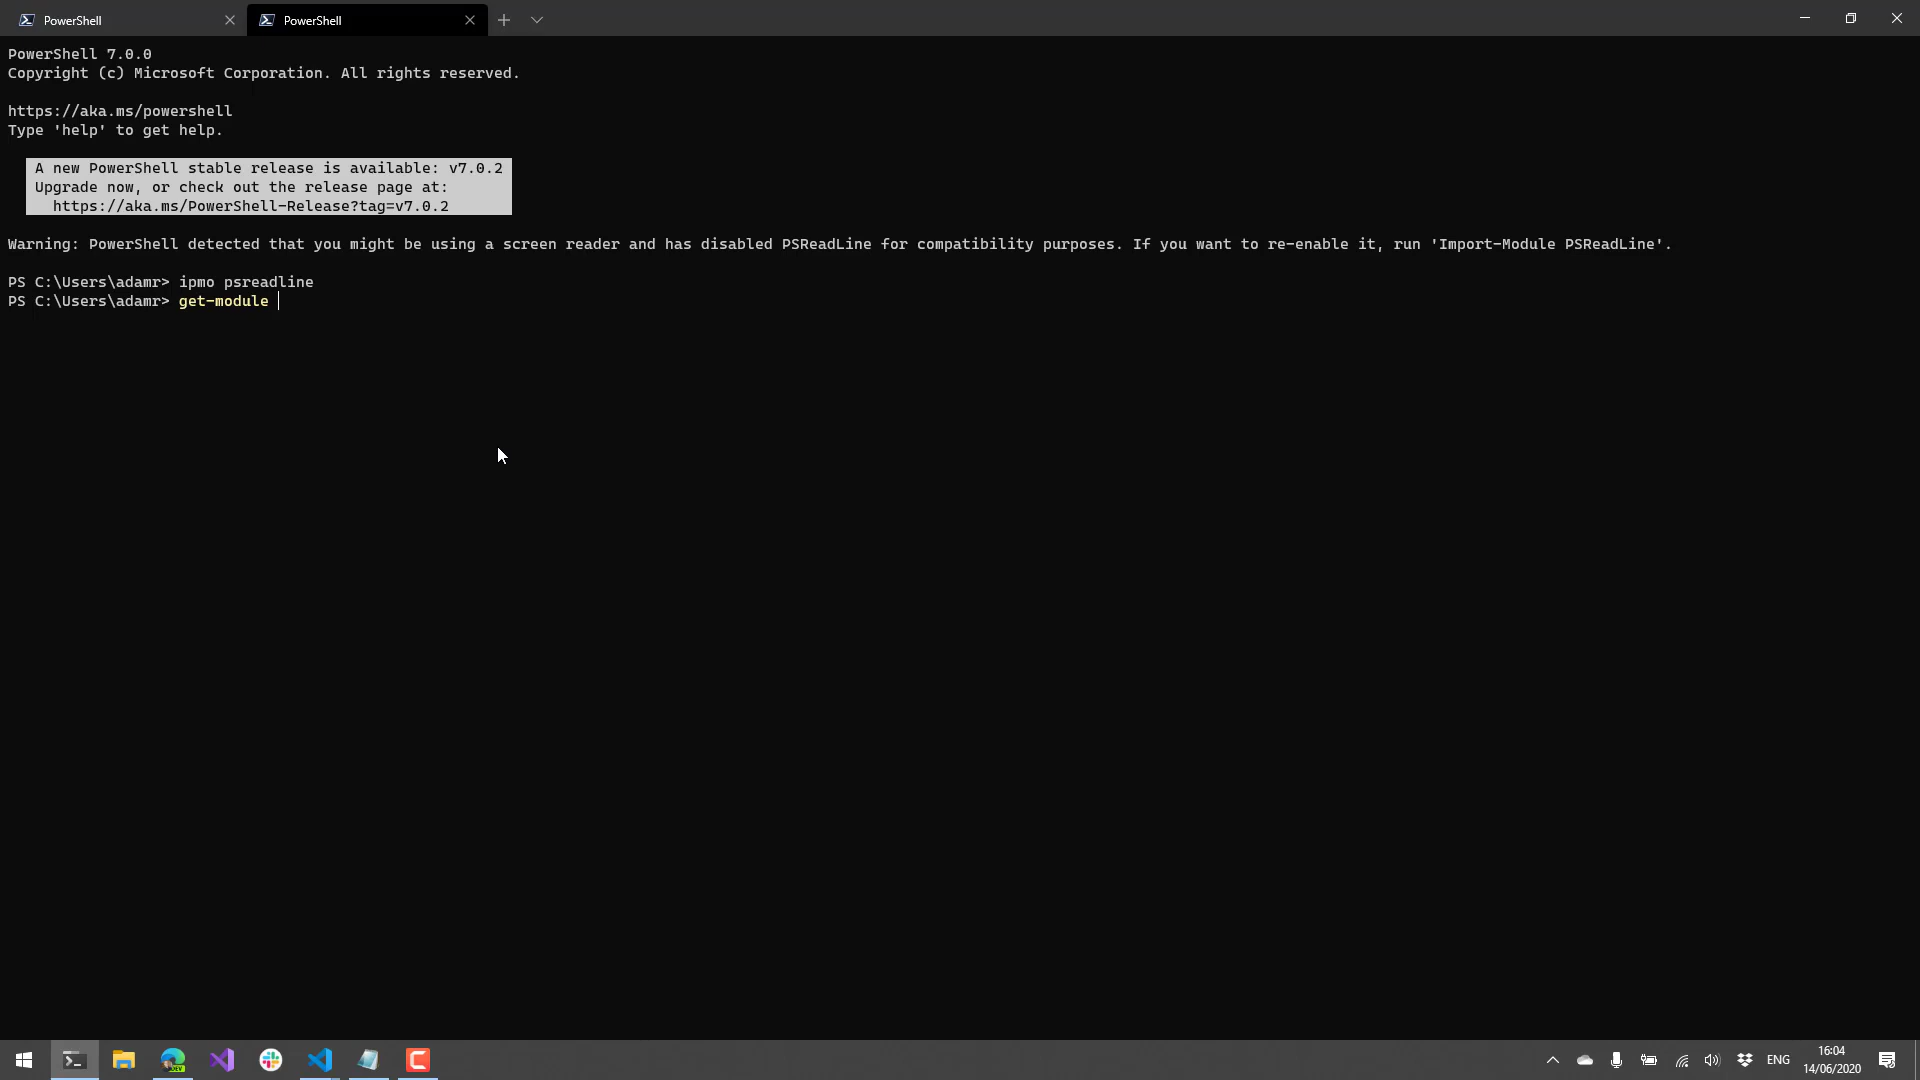 PowerShell
PowerShell
PowerShell 7.0.0
Copyright (c) Microsoft Corporation. All rights reserved.
https://aka.ms/powershell
Type 'help' to get help.
A new PowerShell stable release is available: v7.0.2
Upgrade now, or check out the release page at:
https://aka.ms/PowerShell-Release?tag=v7.0.2
Warning: PowerShell detected that you might be using a screen reader and has disabled PSReadLine for compatibility purposes. If you want to re-enable it, run 'Import-Module PSReadLine'.
PS C:\Users\adamr> ipmo psreadline
PS C:\Users\adamr> get-module
DEV
ENG
16:04
14/06/2020